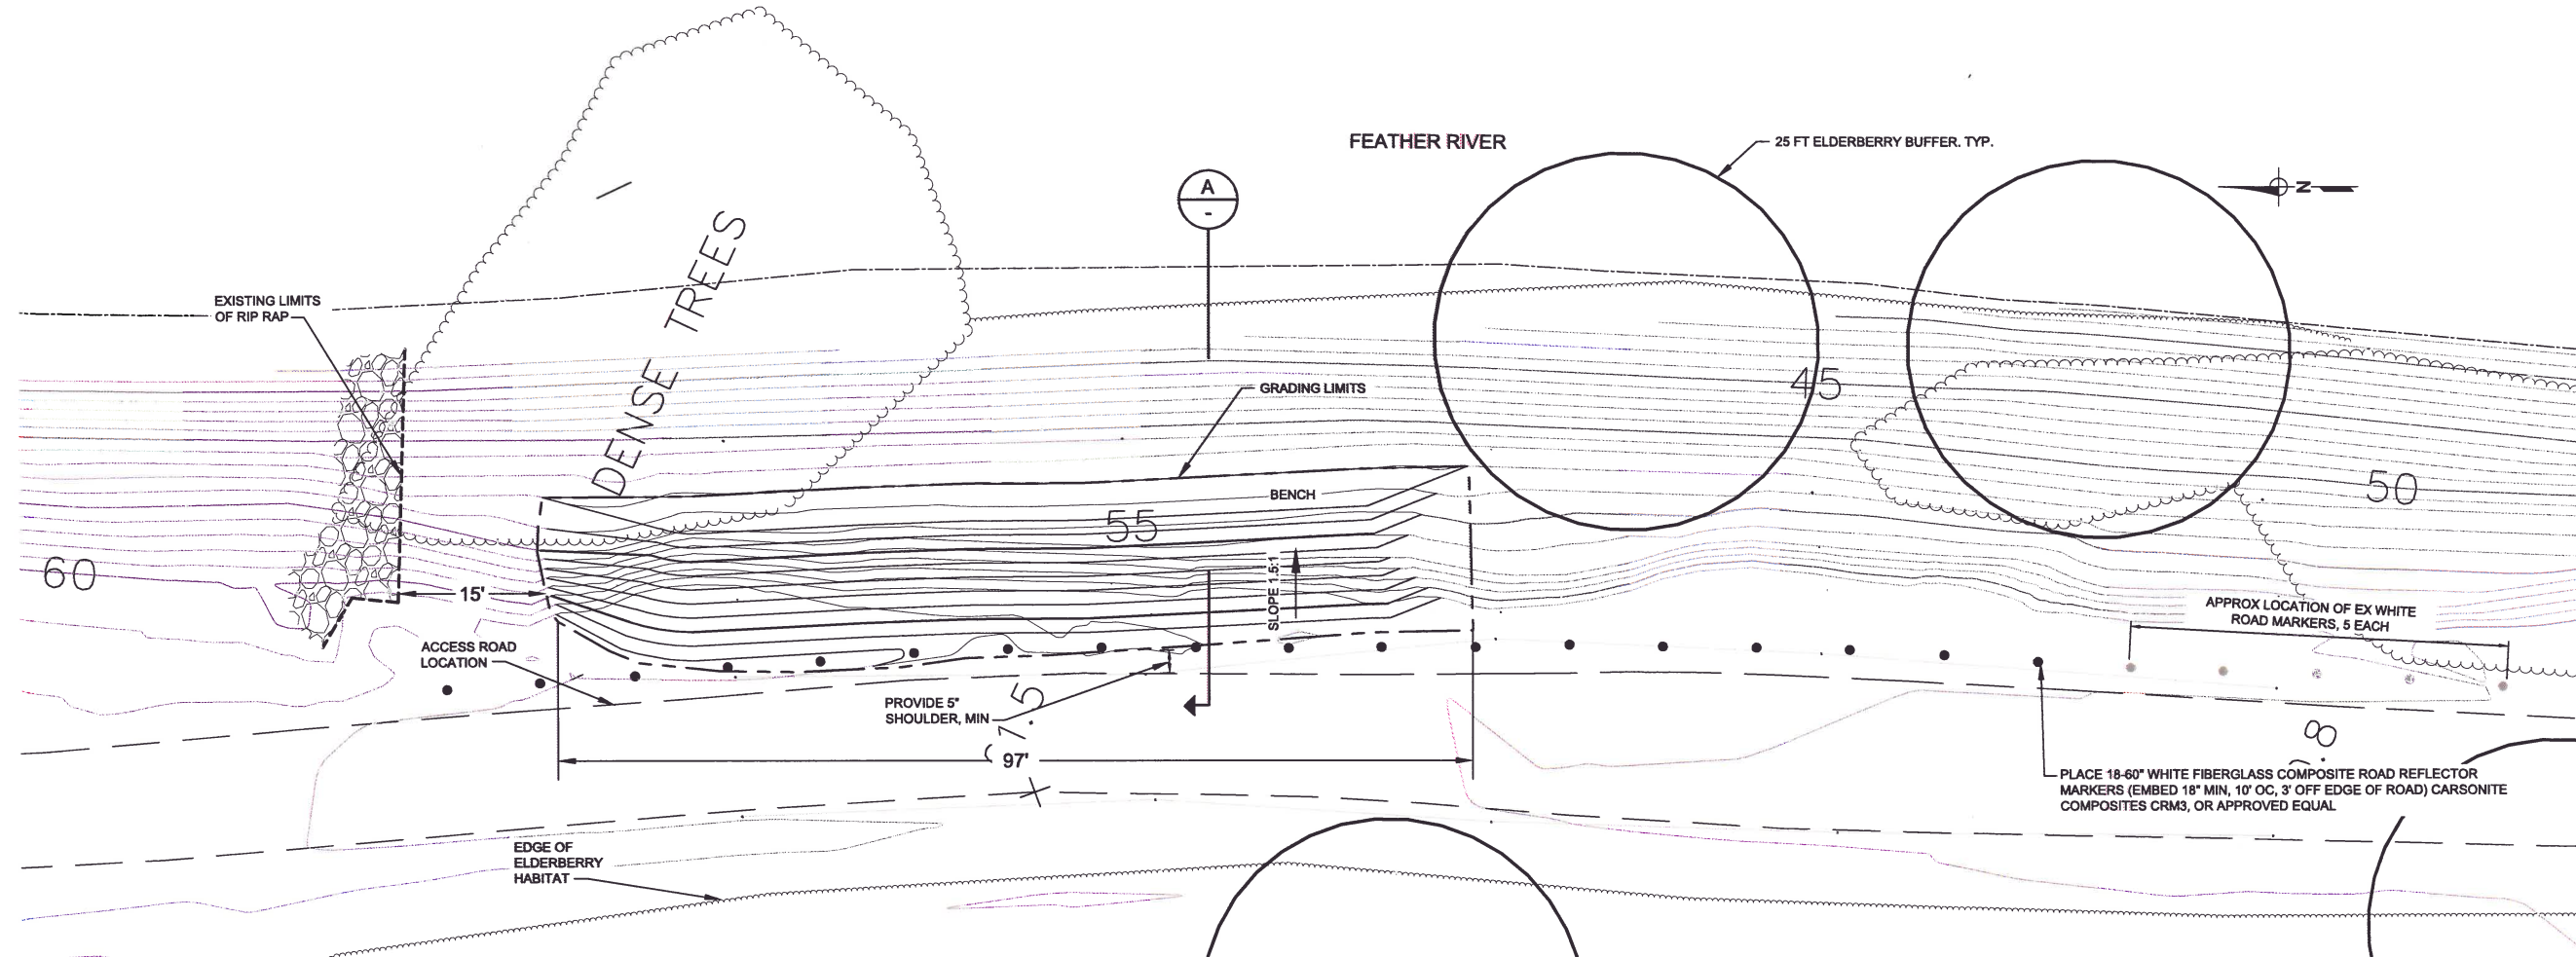 FEATHER RIVER
25 FT ELDERBERRY BUFFER. TYP.
A
-
N
DENSE TREES
EXISTING LIMITS
OF RIP RAP
GRADING LIMITS
45
BENCH
50
55
60
SLOPE 1.5:1
15'
APPROX LOCATION OF EX WHITE
ROAD MARKERS, 5 EACH
ACCESS ROAD
LOCATION
PROVIDE 5"
SHOULDER, MIN
7.5
97'
8
PLACE 18-60" WHITE FIBERGLASS COMPOSITE ROAD REFLECTOR
MARKERS (EMBED 18" MIN, 10' OC, 3' OFF EDGE OF ROAD) CARSONITE
COMPOSITES CRM3, OR APPROVED EQUAL
EDGE OF
ELDERBERRY
HABITAT